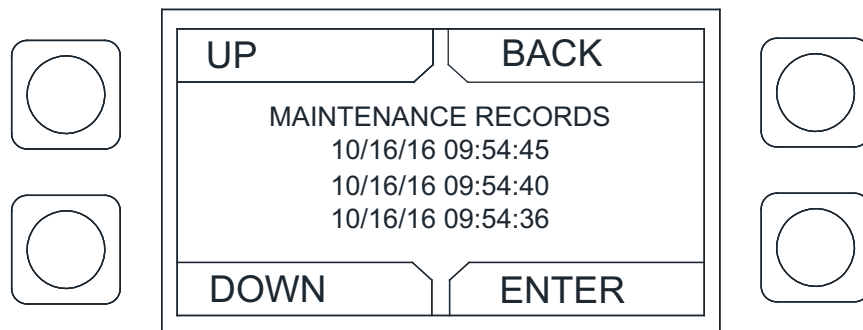 UP BACK
MAINTENANCE RECORDS
10/16/16 09:54:45
10/16/16 09:54:40
10/16/16 09:54:36
DOWN ENTER